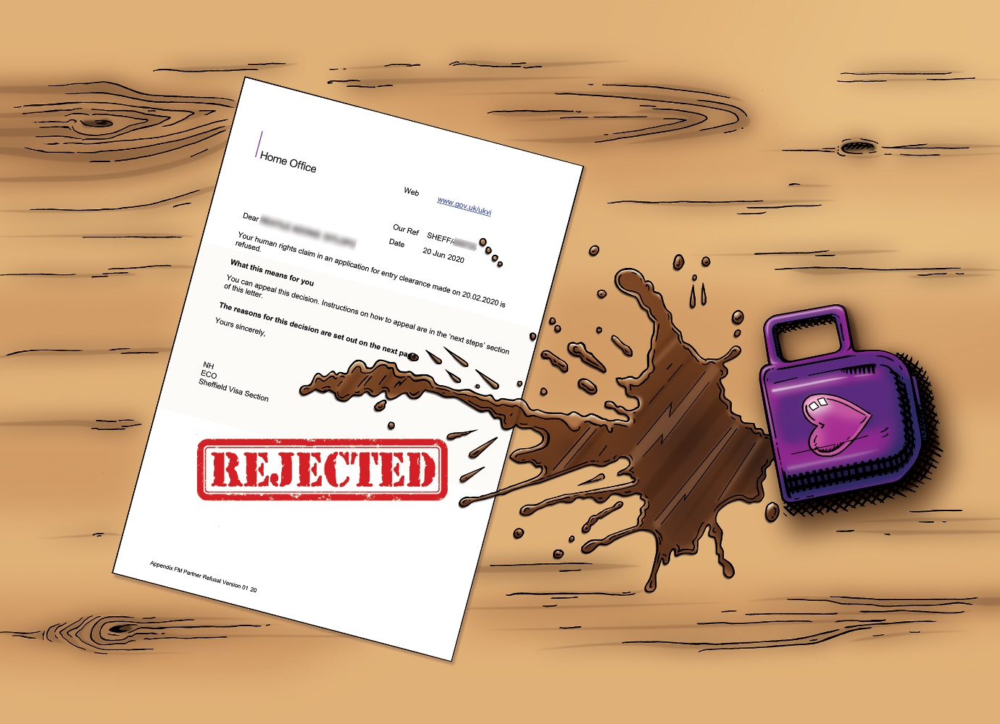 Home Office
Web www.gov.uk/ukvi
Our Ref SHEFF/
Date 20 Jun 2020
Dear
Your human rights claim in an application for entry clearance made on 20.02.2020 is
refused.
What this means for you
You can appeal this decision. Instructions on how to appeal are in the ‘next steps’ section
of this letter.
The reasons for this decision are set out on the next
Yours sincerely,
NH
ECO
Sheffield Visa Section
REJECTED
Appendix FM Partner Refusal Version 01 20